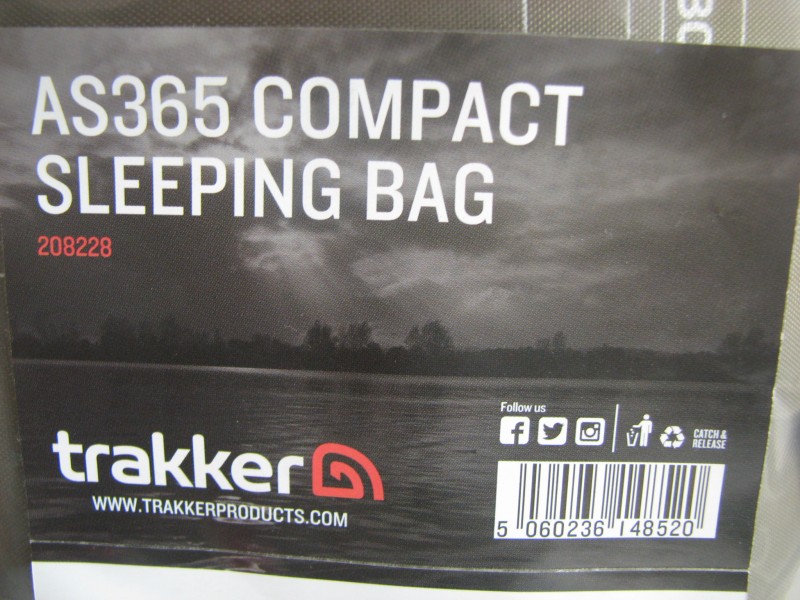 AS365 COMPACT
SLEEPING BAG
208228
Follow us
CATCH &
RELEASE
trakker
WWW.TRAKKERPRODUCTS.COM
5 060236 148520